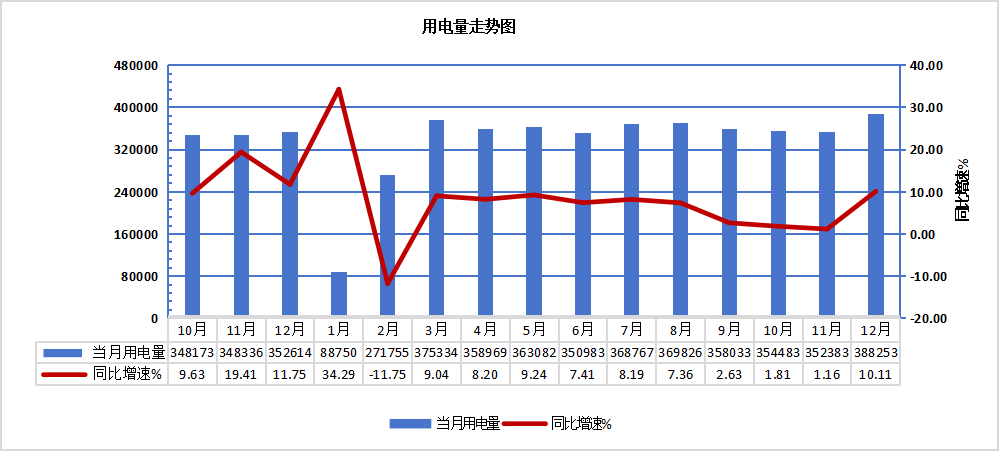 用电量走势图
480000
400000
320000
240000
160000
80000
0
40.00
30.00
20.00
10.00
0.00
-10.00
-20.00
同比增速%
10月 11月 12月 1月 2月 3月 4月 5月 6月 7月 8月 9月 10月 11月 12月
当月用电量 348173 348336 352614 88750 271755 375334 358969 363082 350983 368767 369826 358033 354483 352383 388253
同比增速% 9.63 19.41 11.75 34.29 -11.75 9.04 8.20 9.24 7.41 8.19 7.36 2.63 1.81 1.16 10.11
当月用电量 同比增速%